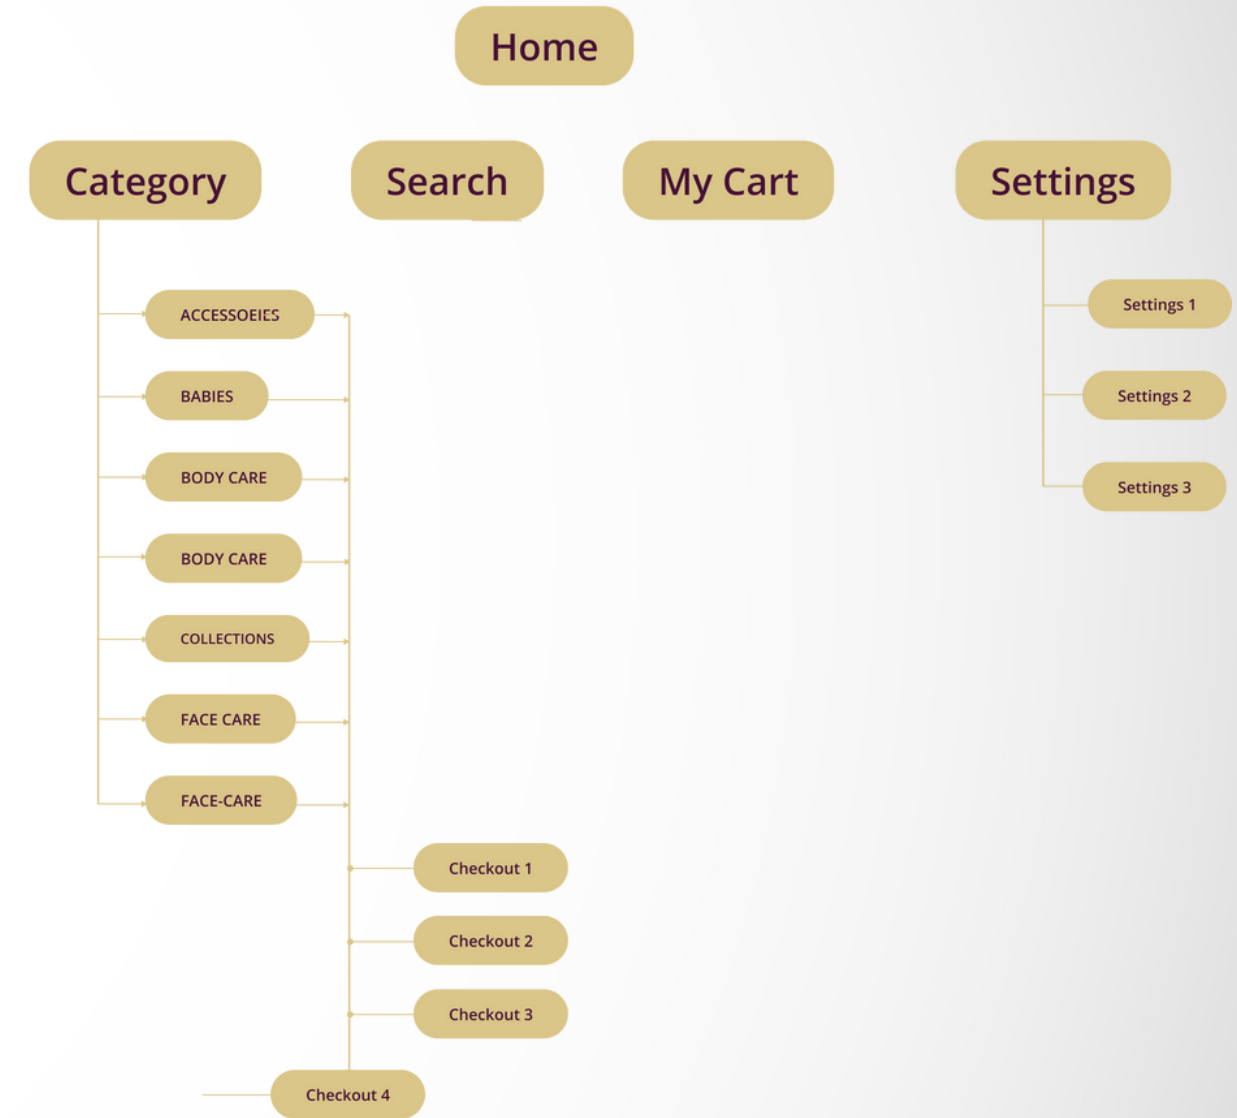 Home
Category
Search
My Cart
Settings
ACCESSOEIES
BABIES
BODY CARE
BODY CARE
COLLECTIONS
FACE CARE
FACE-CARE
Checkout 1
Checkout 2
Checkout 3
Checkout 4
Settings 1
Settings 2
Settings 3